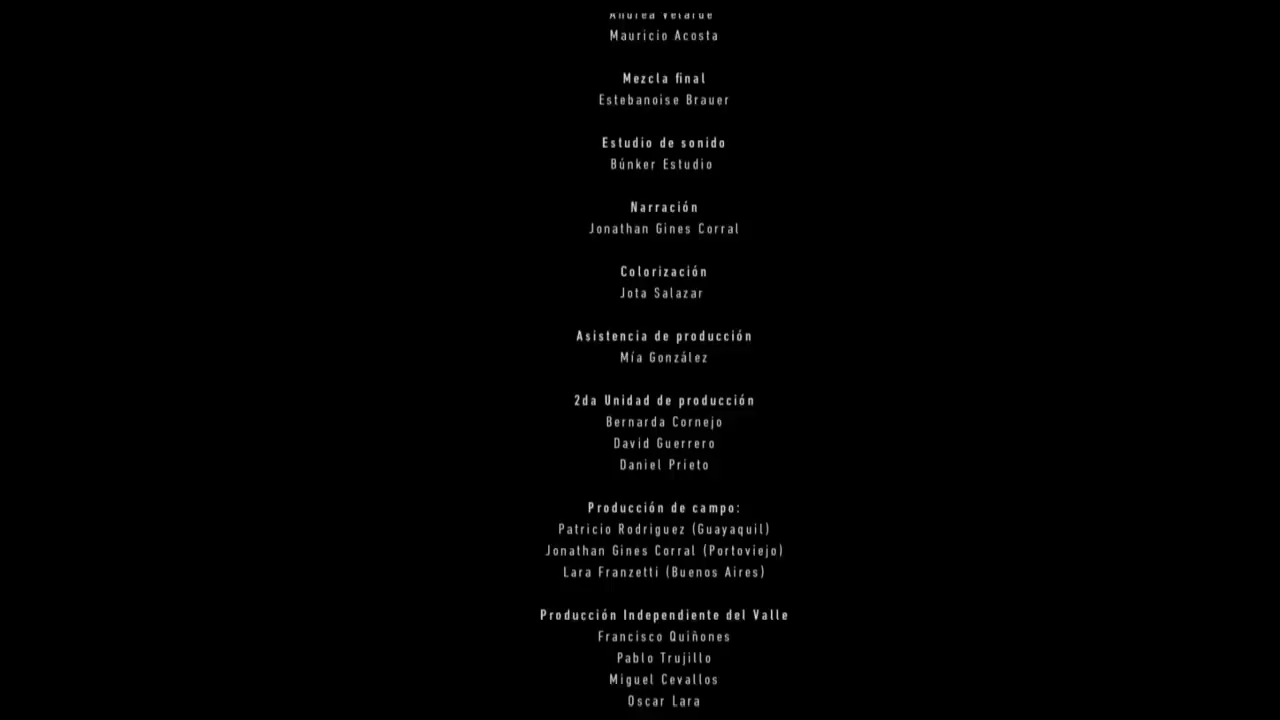 Andrea Velarde
Mauricio Acosta
Mezcla final
Estebanoise Brauer
Estudio de sonido
Búnker Estudio
Narración
Jonathan Gines Corral
Colorización
Jota Salazar
Asistencia de producción
Mía González
2da Unidad de producción
Bernarda Cornejo
David Guerrero
Daniel Prieto
Producción de campo:
Patricio Rodriguez (Guayaquil)
Jonathan Gines Corral (Portoviejo)
Lara Franzetti (Buenos Aires)
Producción Independiente del Valle
Francisco Quiñones
Pablo Trujillo
Miguel Cevallos
Oscar Lara